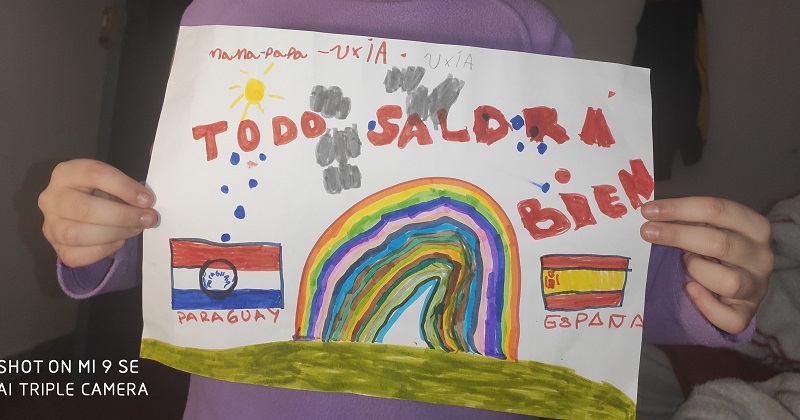 mama-papa -UXIA. UXIA
TODO SALDRÁ
BIEN
PARAGUAY
ESPAÑA
SHOT ON MI 9 SE
AI TRIPLE CAMERA